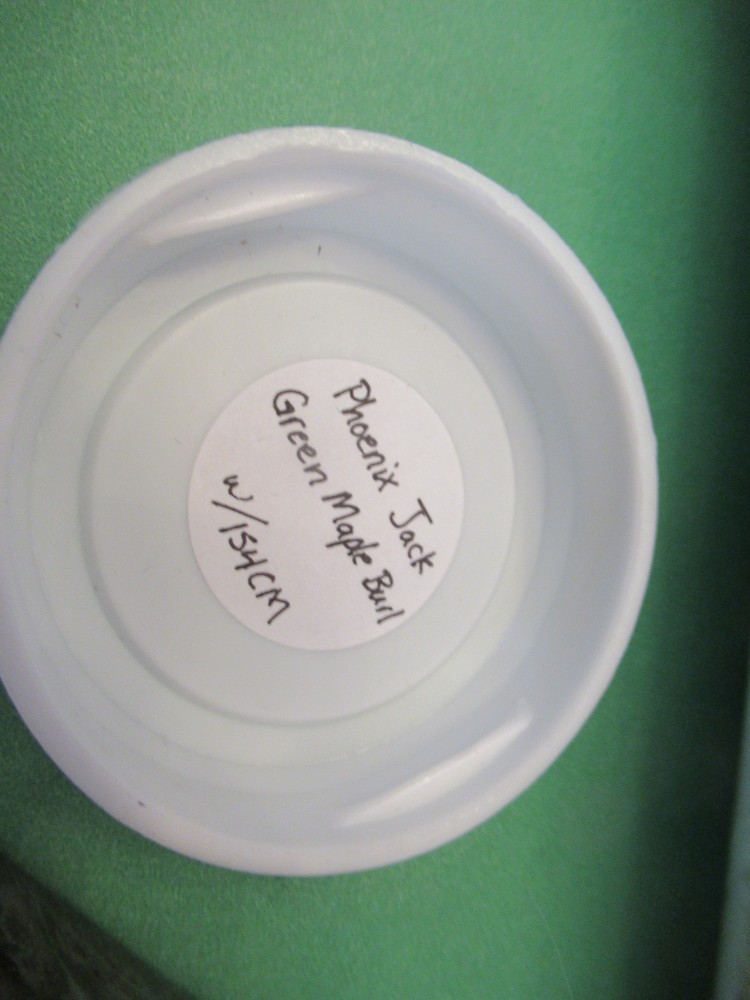 Phoenix Jack
Green Maple Burl
w/154CM